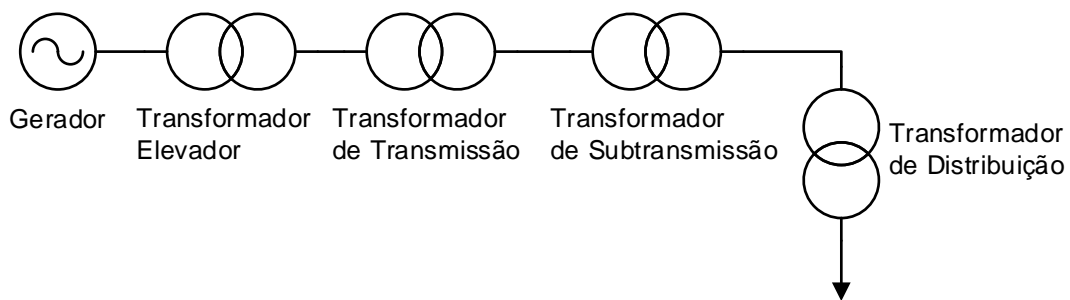 Gerador
Transformador
Elevador
Transformador
de Transmissão
Transformador
de Subtransmissão
Transformador
de Distribuição